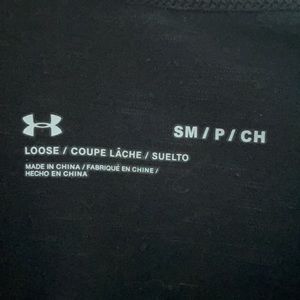 SM / P / CH
LOOSE / COUPE LÂCHE / SUELTO
MADE IN CHINA / FABRIQUÉ EN CHINE /
HECHO EN CHINA